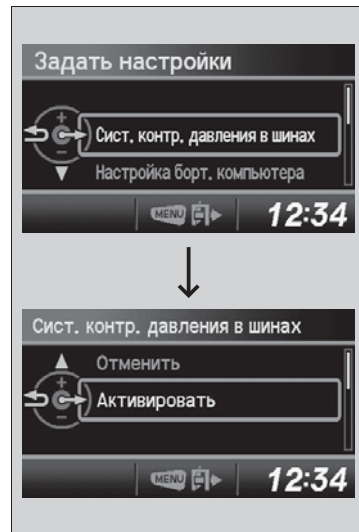 Задать настройки
+
Сист. контр. давления в шинах
–
Настройка борт. компьютера
MENU 12:34
Сист. контр. давления в шинах
Отменить
+
Активировать
–
MENU 12:34